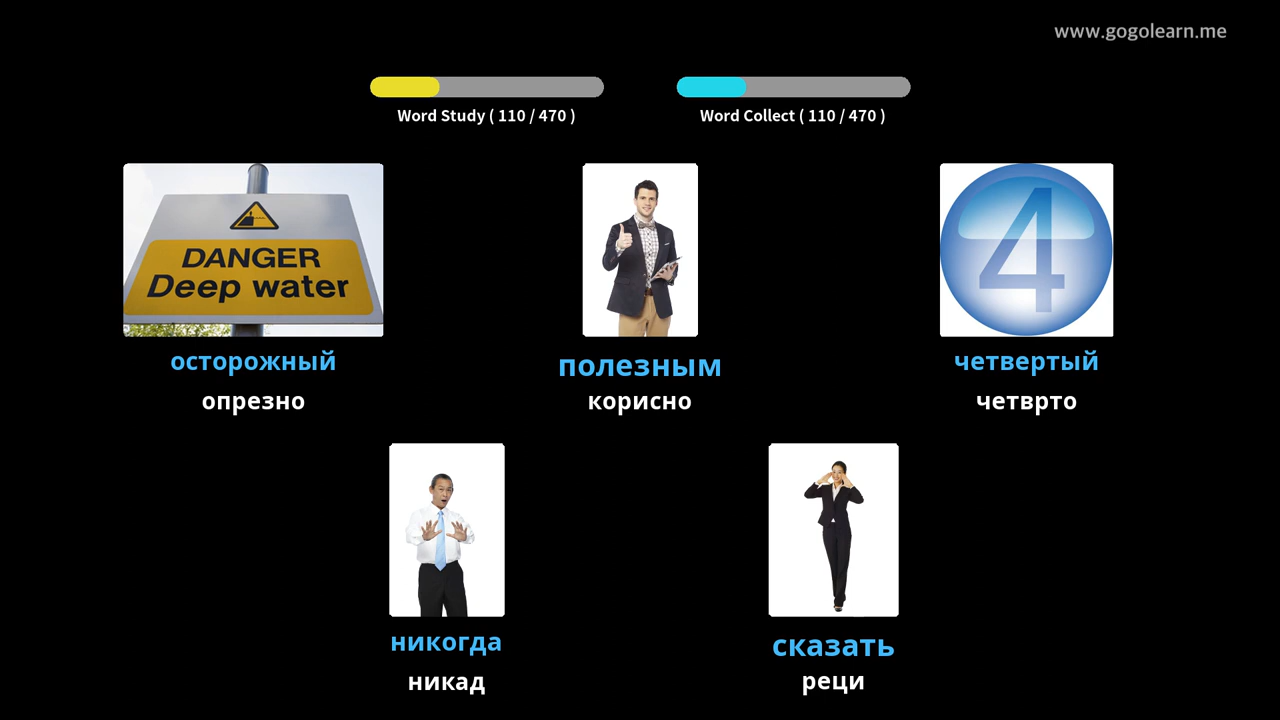 www.gogolearn.me
Word Study ( 110 / 470 )
Word Collect ( 110 / 470 )
DANGER
Deep water
4
осторожный
опрезно
полезным
корисно
четвертый
четврто
никогда
никад
сказать
реци